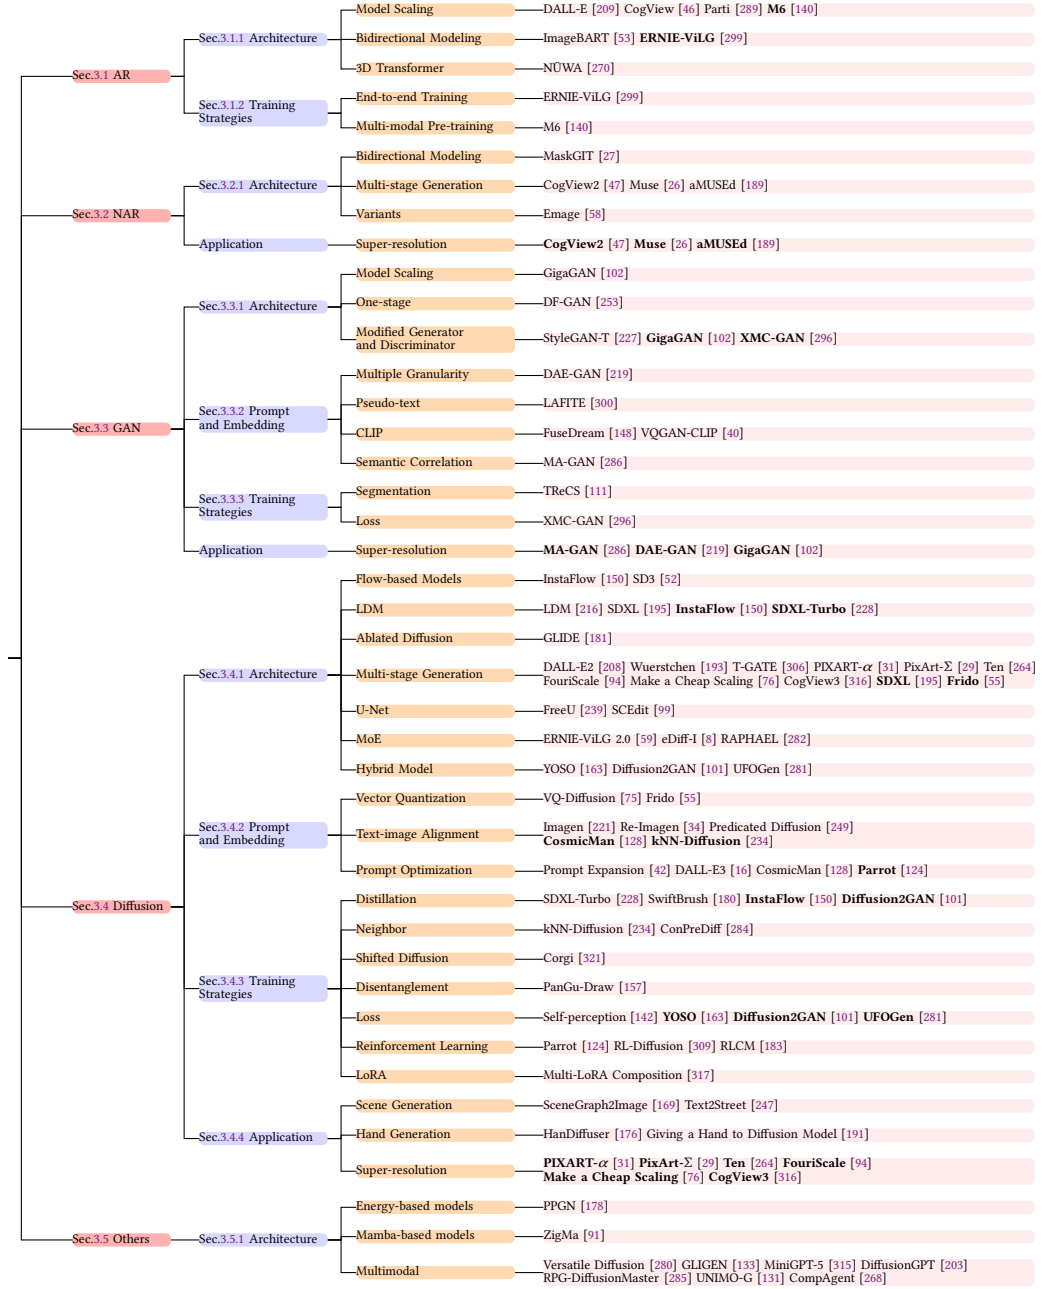 Model Scaling DALL-E [209] CogView [46] Parti [289] M6 [140]
Sec.3.1.1 Architecture Bidirectional Modeling ImageBART [53] ERNIE-ViLG [299]
3D Transformer NÜWA [270]
Sec.3.1 AR
End-to-end Training ERNIE-ViLG [299]
Sec.3.1.2 Training
Strategies
Multi-modal Pre-training M6 [140]
Bidirectional Modeling MaskGIT [27]
Sec.3.2.1 Architecture Multi-stage Generation CogView2 [47] Muse [26] aMUSEd [189]
Sec.3.2 NAR Variants Emage [58]
Application Super-resolution CogView2 [47] Muse [26] aMUSEd [189]
Model Scaling GigaGAN [102]
Sec.3.3.1 Architecture One-stage DF-GAN [253]
Modified Generator
and Discriminator StyleGAN-T [227] GigaGAN [102] XMC-GAN [296]
Multiple Granularity DAE-GAN [219]
Pseudo-text LAFITE [300]
Sec.3.3.2 Prompt
and Embedding
Sec.3.3 GAN CLIP FuseDream [148] VQGAN-CLIP [40]
Semantic Correlation MA-GAN [286]
Segmentation TReCS [111]
Sec.3.3.3 Training
Strategies
Loss XMC-GAN [296]
Application Super-resolution MA-GAN [286] DAE-GAN [219] GigaGAN [102]
Flow-based Models InstaFlow [150] SD3 [52]
LDM LDM [216] SDXL [195] InstaFlow [150] SDXL-Turbo [228]
Ablated Diffusion GLIDE [181]
Sec.3.4.1 Architecture Multi-stage Generation DALL-E2 [208] Wuerstchen [193] T-GATE [306] PIXART-α [31] PixArt-Σ [29] Ten [264]
FouriScale [94] Make a Cheap Scaling [76] CogView3 [316] SDXL [195] Frido [55]
U-Net FreeU [239] SCEdit [99]
MoE ERNIE-ViLG 2.0 [59] eDiff-I [8] RAPHAEL [282]
Hybrid Model YOSO [163] Diffusion2GAN [101] UFOGen [281]
Vector Quantization VQ-Diffusion [75] Frido [55]
Sec.3.4.2 Prompt
and Embedding
Text-image Alignment Imagen [221] Re-Imagen [34] Predicated Diffusion [249]
CosmicMan [128] kNN-Diffusion [234]
Prompt Optimization Prompt Expansion [42] DALL-E3 [16] CosmicMan [128] Parrot [124]
Sec.3.4 Diffusion
Distillation SDXL-Turbo [228] SwiftBrush [180] InstaFlow [150] Diffusion2GAN [101]
Neighbor kNN-Diffusion [234] ConPreDiff [284]
Shifted Diffusion Corgi [321]
Sec.3.4.3 Training
Strategies
Disentanglement PanGu-Draw [157]
Loss Self-perception [142] YOSO [163] Diffusion2GAN [101] UFOGen [281]
Reinforcement Learning Parrot [124] RL-Diffusion [309] RLCM [183]
LoRA Multi-LoRA Composition [317]
Scene Generation SceneGraph2Image [169] Text2Street [247]
Sec.3.4.4 Application Hand Generation HanDiffuser [176] Giving a Hand to Diffusion Model [191]
Super-resolution PIXART-α [31] PixArt-Σ [29] Ten [264] FouriScale [94]
Make a Cheap Scaling [76] CogView3 [316]
Energy-based models PPGN [178]
Sec.3.5 Others Sec.3.5.1 Architecture Mamba-based models ZigMa [91]
Multimodal Versatile Diffusion [280] GLIGEN [133] MiniGPT-5 [315] DiffusionGPT [203]
RPG-DiffusionMaster [285] UNIMO-G [131] CompAgent [268]